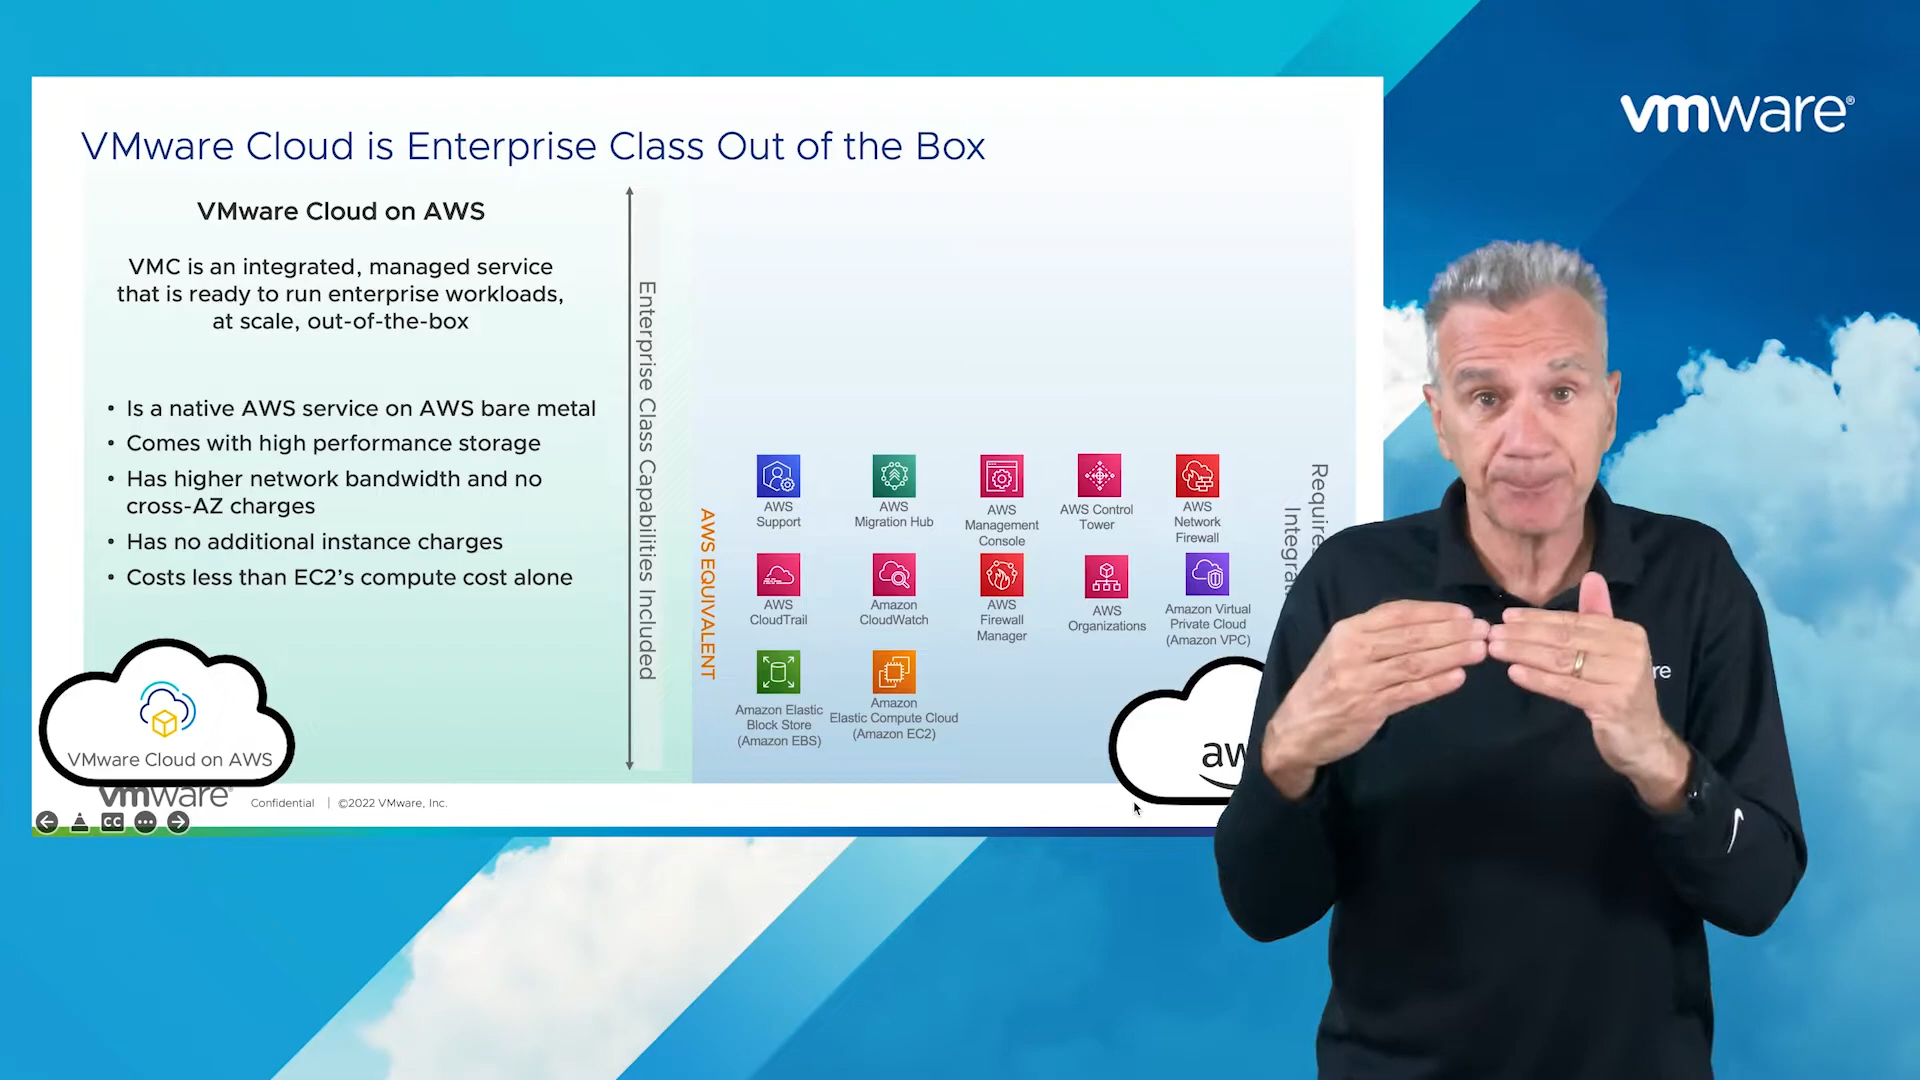 vmware®
VMware Cloud is Enterprise Class Out of the Box
VMware Cloud on AWS
VMC is an integrated, managed service
that is ready to run enterprise workloads,
at scale, out-of-the-box
• Is a native AWS service on AWS bare metal
• Comes with high performance storage
• Has higher network bandwidth and no
cross-AZ charges
• Has no additional instance charges
• Costs less than EC2’s compute cost alone
VMware Cloud on AWS
Enterprise Class Capabilities Included
AWS EQUIVALENT
AWS
Support
AWS
Migration Hub
AWS
Management
Console
AWS Control
Tower
AWS
Network
Firewall
AWS
CloudTrail
Amazon
CloudWatch
AWS
Firewall
Manager
AWS
Organizations
Amazon Virtual
Private Cloud
(Amazon VPC)
Amazon Elastic
Block Store
(Amazon EBS)
Amazon
Elastic Compute Cloud
(Amazon EC2)
vmware®
Confidential | ©2022 VMware, Inc.
CC